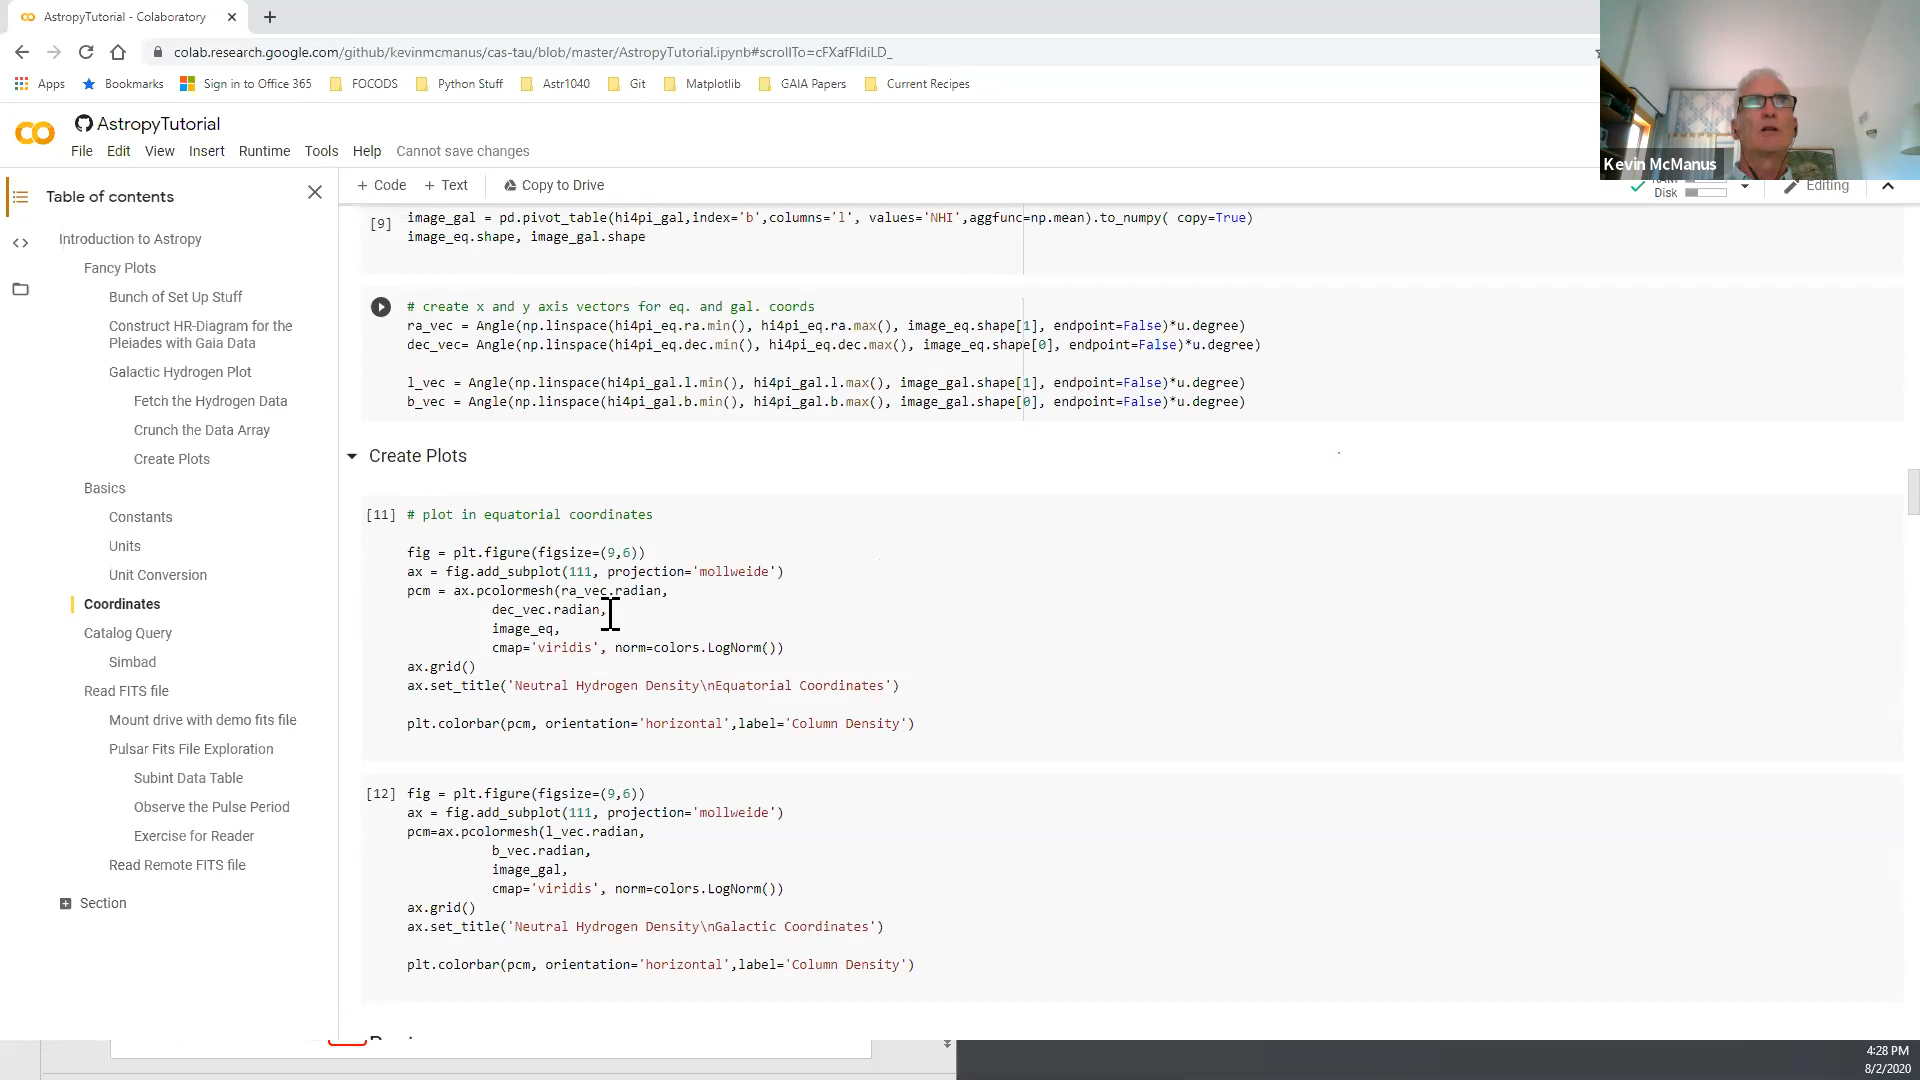 AstropyTutorial - Colaboratory
colab.research.google.com/github/kevinmcmanus/cas-tau/blob/master/AstropyTutorial.ipynb#scrollTo=cFXafFldiLD_
Apps
Bookmarks
Sign in to Office 365
FOCODS
Python Stuff
Astr1040
Git
Matplotlib
GAIA Papers
Current Recipes
Kevin McManus
AstropyTutorial
File Edit View Insert Runtime Tools Help Cannot save changes
+ Code + Text Copy to Drive
Disk
Editing
Table of contents
Introduction to Astropy
Fancy Plots
Bunch of Set Up Stuff
Construct HR-Diagram for the
Pleiades with Gaia Data
Galactic Hydrogen Plot
Fetch the Hydrogen Data
Crunch the Data Array
Create Plots
Basics
Constants
Units
Unit Conversion
Coordinates
Catalog Query
Simbad
Read FITS file
Mount drive with demo fits file
Pulsar Fits File Exploration
Subint Data Table
Observe the Pulse Period
Exercise for Reader
Read Remote FITS file
Section
[9]
image_gal = pd.pivot_table(hi4pi_gal,index='b',columns='l', values='NHI',aggfunc=np.mean).to_numpy( copy=True)
image_eq.shape, image_gal.shape
# create x and y axis vectors for eq. and gal. coords
ra_vec = Angle(np.linspace(hi4pi_eq.ra.min(), hi4pi_eq.ra.max(), image_eq.shape[1], endpoint=False)*u.degree)
dec_vec= Angle(np.linspace(hi4pi_eq.dec.min(), hi4pi_eq.dec.max(), image_eq.shape[0], endpoint=False)*u.degree)
l_vec = Angle(np.linspace(hi4pi_gal.l.min(), hi4pi_gal.l.max(), image_gal.shape[1], endpoint=False)*u.degree)
b_vec = Angle(np.linspace(hi4pi_gal.b.min(), hi4pi_gal.b.max(), image_gal.shape[0], endpoint=False)*u.degree)
Create Plots
[11] # plot in equatorial coordinates
fig = plt.figure(figsize=(9,6))
ax = fig.add_subplot(111, projection='mollweide')
pcm = ax.pcolormesh(ra_vec.radian,
dec_vec.radian,
image_eq,
cmap='viridis', norm=colors.LogNorm())
ax.grid()
ax.set_title('Neutral Hydrogen Density\nEquatorial Coordinates')
plt.colorbar(pcm, orientation='horizontal',label='Column Density')
[12] fig = plt.figure(figsize=(9,6))
ax = fig.add_subplot(111, projection='mollweide')
pcm=ax.pcolormesh(l_vec.radian,
b_vec.radian,
image_gal,
cmap='viridis', norm=colors.LogNorm())
ax.grid()
ax.set_title('Neutral Hydrogen Density\nGalactic Coordinates')
plt.colorbar(pcm, orientation='horizontal',label='Column Density')
4:28 PM
8/2/2020